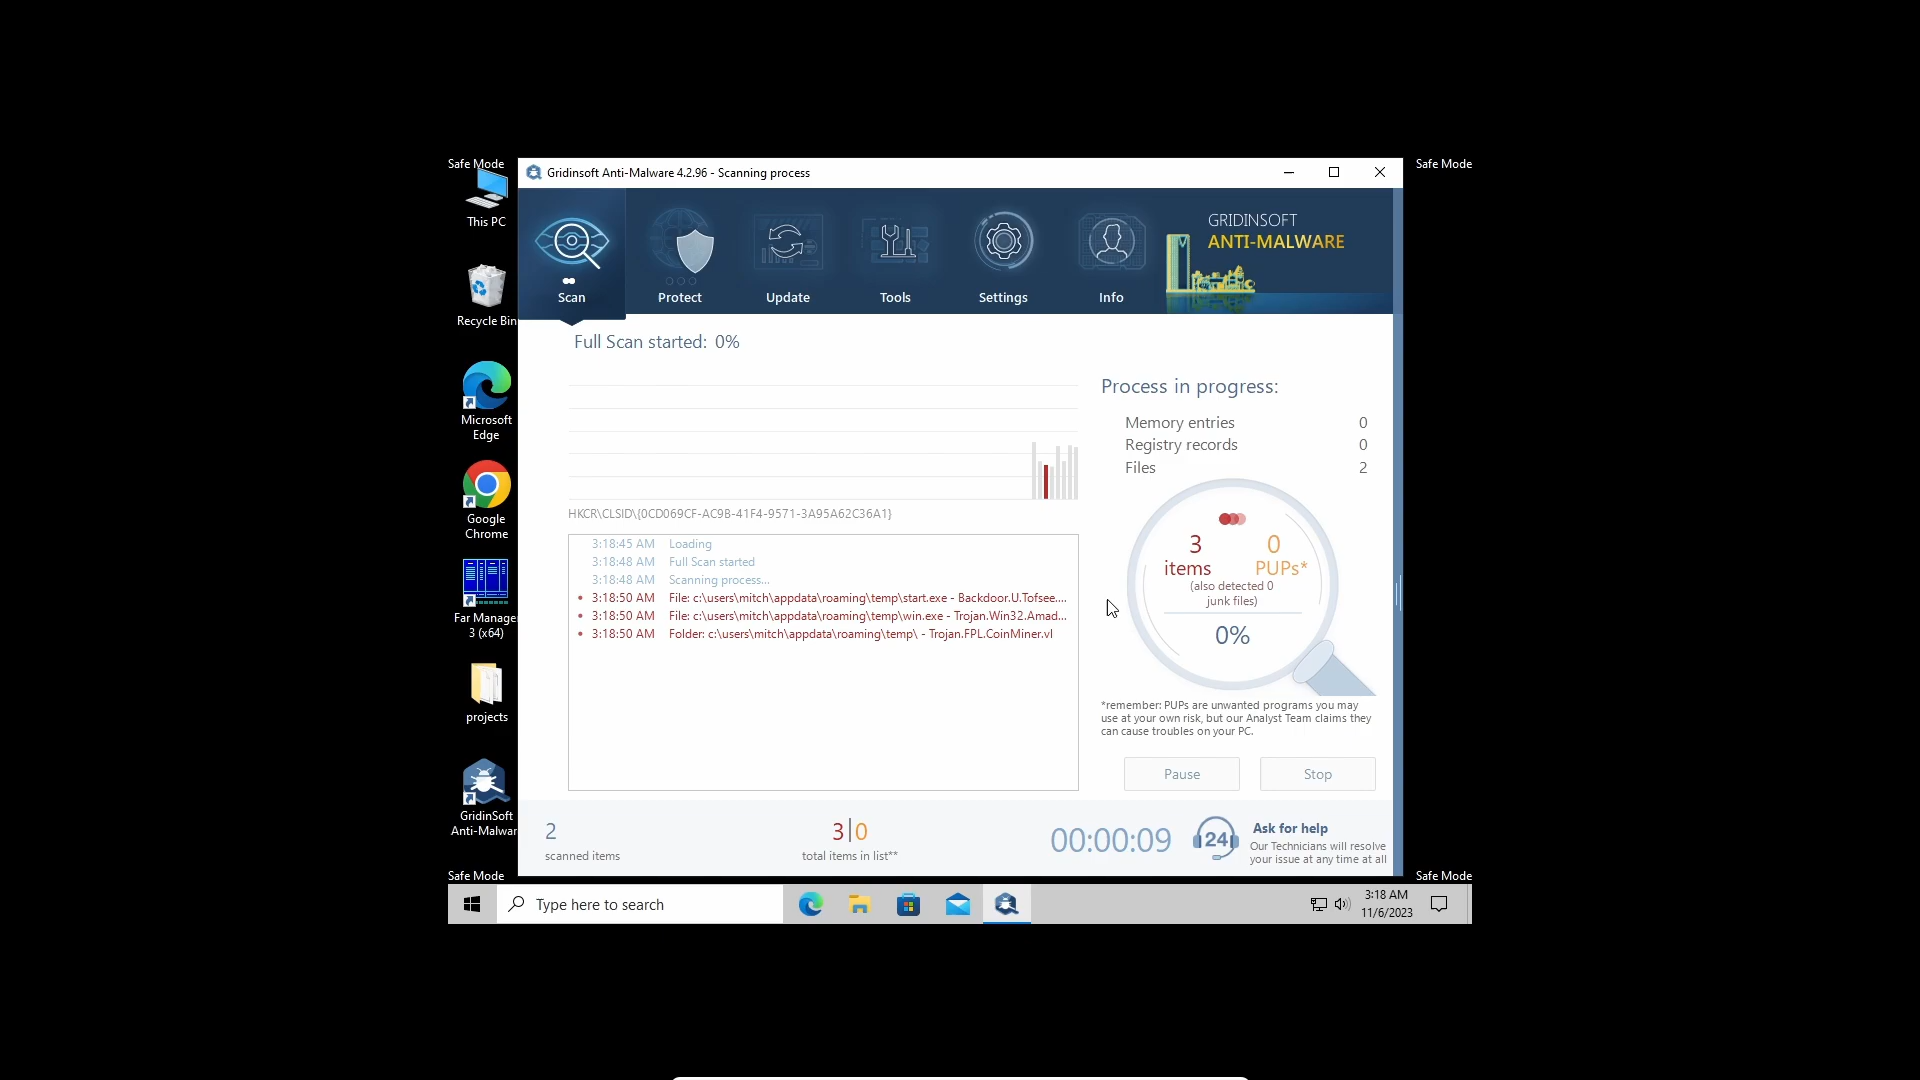 Safe Mode
Safe Mode
Gridinsoft Anti-Malware 4.2.96 - Scanning process
This PC
Recycle Bin
Microsoft
Edge
Google
Chrome
Far Manage
3 (x64)
projects
GridinSoft
Anti-Malwar
Scan
Protect
Update
Tools
Settings
Info
GRIDINSOFT
ANTI-MALWARE
Full Scan started: 0%
HKCR\CLSID\{0CD069CF-AC9B-41F4-9571-3A95A62C36A1}
3:18:45 AM Loading
3:18:48 AM Full Scan started
3:18:48 AM Scanning process...
3:18:50 AM File: c:\users\mitch\appdata\roaming\temp\start.exe - Backdoor.U.Tofsee....
3:18:50 AM File: c:\users\mitch\appdata\roaming\temp\win.exe - Trojan.Win32.Amad...
3:18:50 AM Folder: c:\users\mitch\appdata\roaming\temp\ - Trojan.FPL.CoinMiner.vl
Process in progress:
Memory entries 0
Registry records 0
Files 2
3 0
items PUPs*
(also detected 0
junk files)
0%
*remember: PUPs are unwanted programs you may
use at your own risk, but our Analyst Team claims they
can cause troubles on your PC.
Pause
Stop
2
scanned items
3|0
total items in list**
00:00:09
24
Ask for help
Our Technicians will resolve
your issue at any time at all
Safe Mode
Safe Mode
Type here to search
3:18 AM
11/6/2023